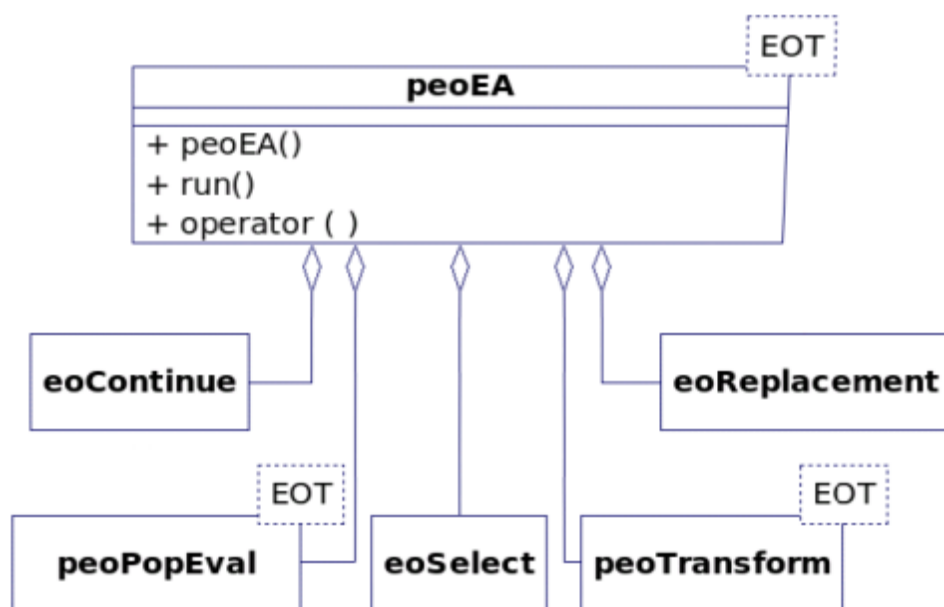 EOT
peoEA
+ peoEA()
+ run()
+ operator ( )
eoContinue
eoReplacement
EOT
EOT
peoPopEval
eoSelect
peoTransform